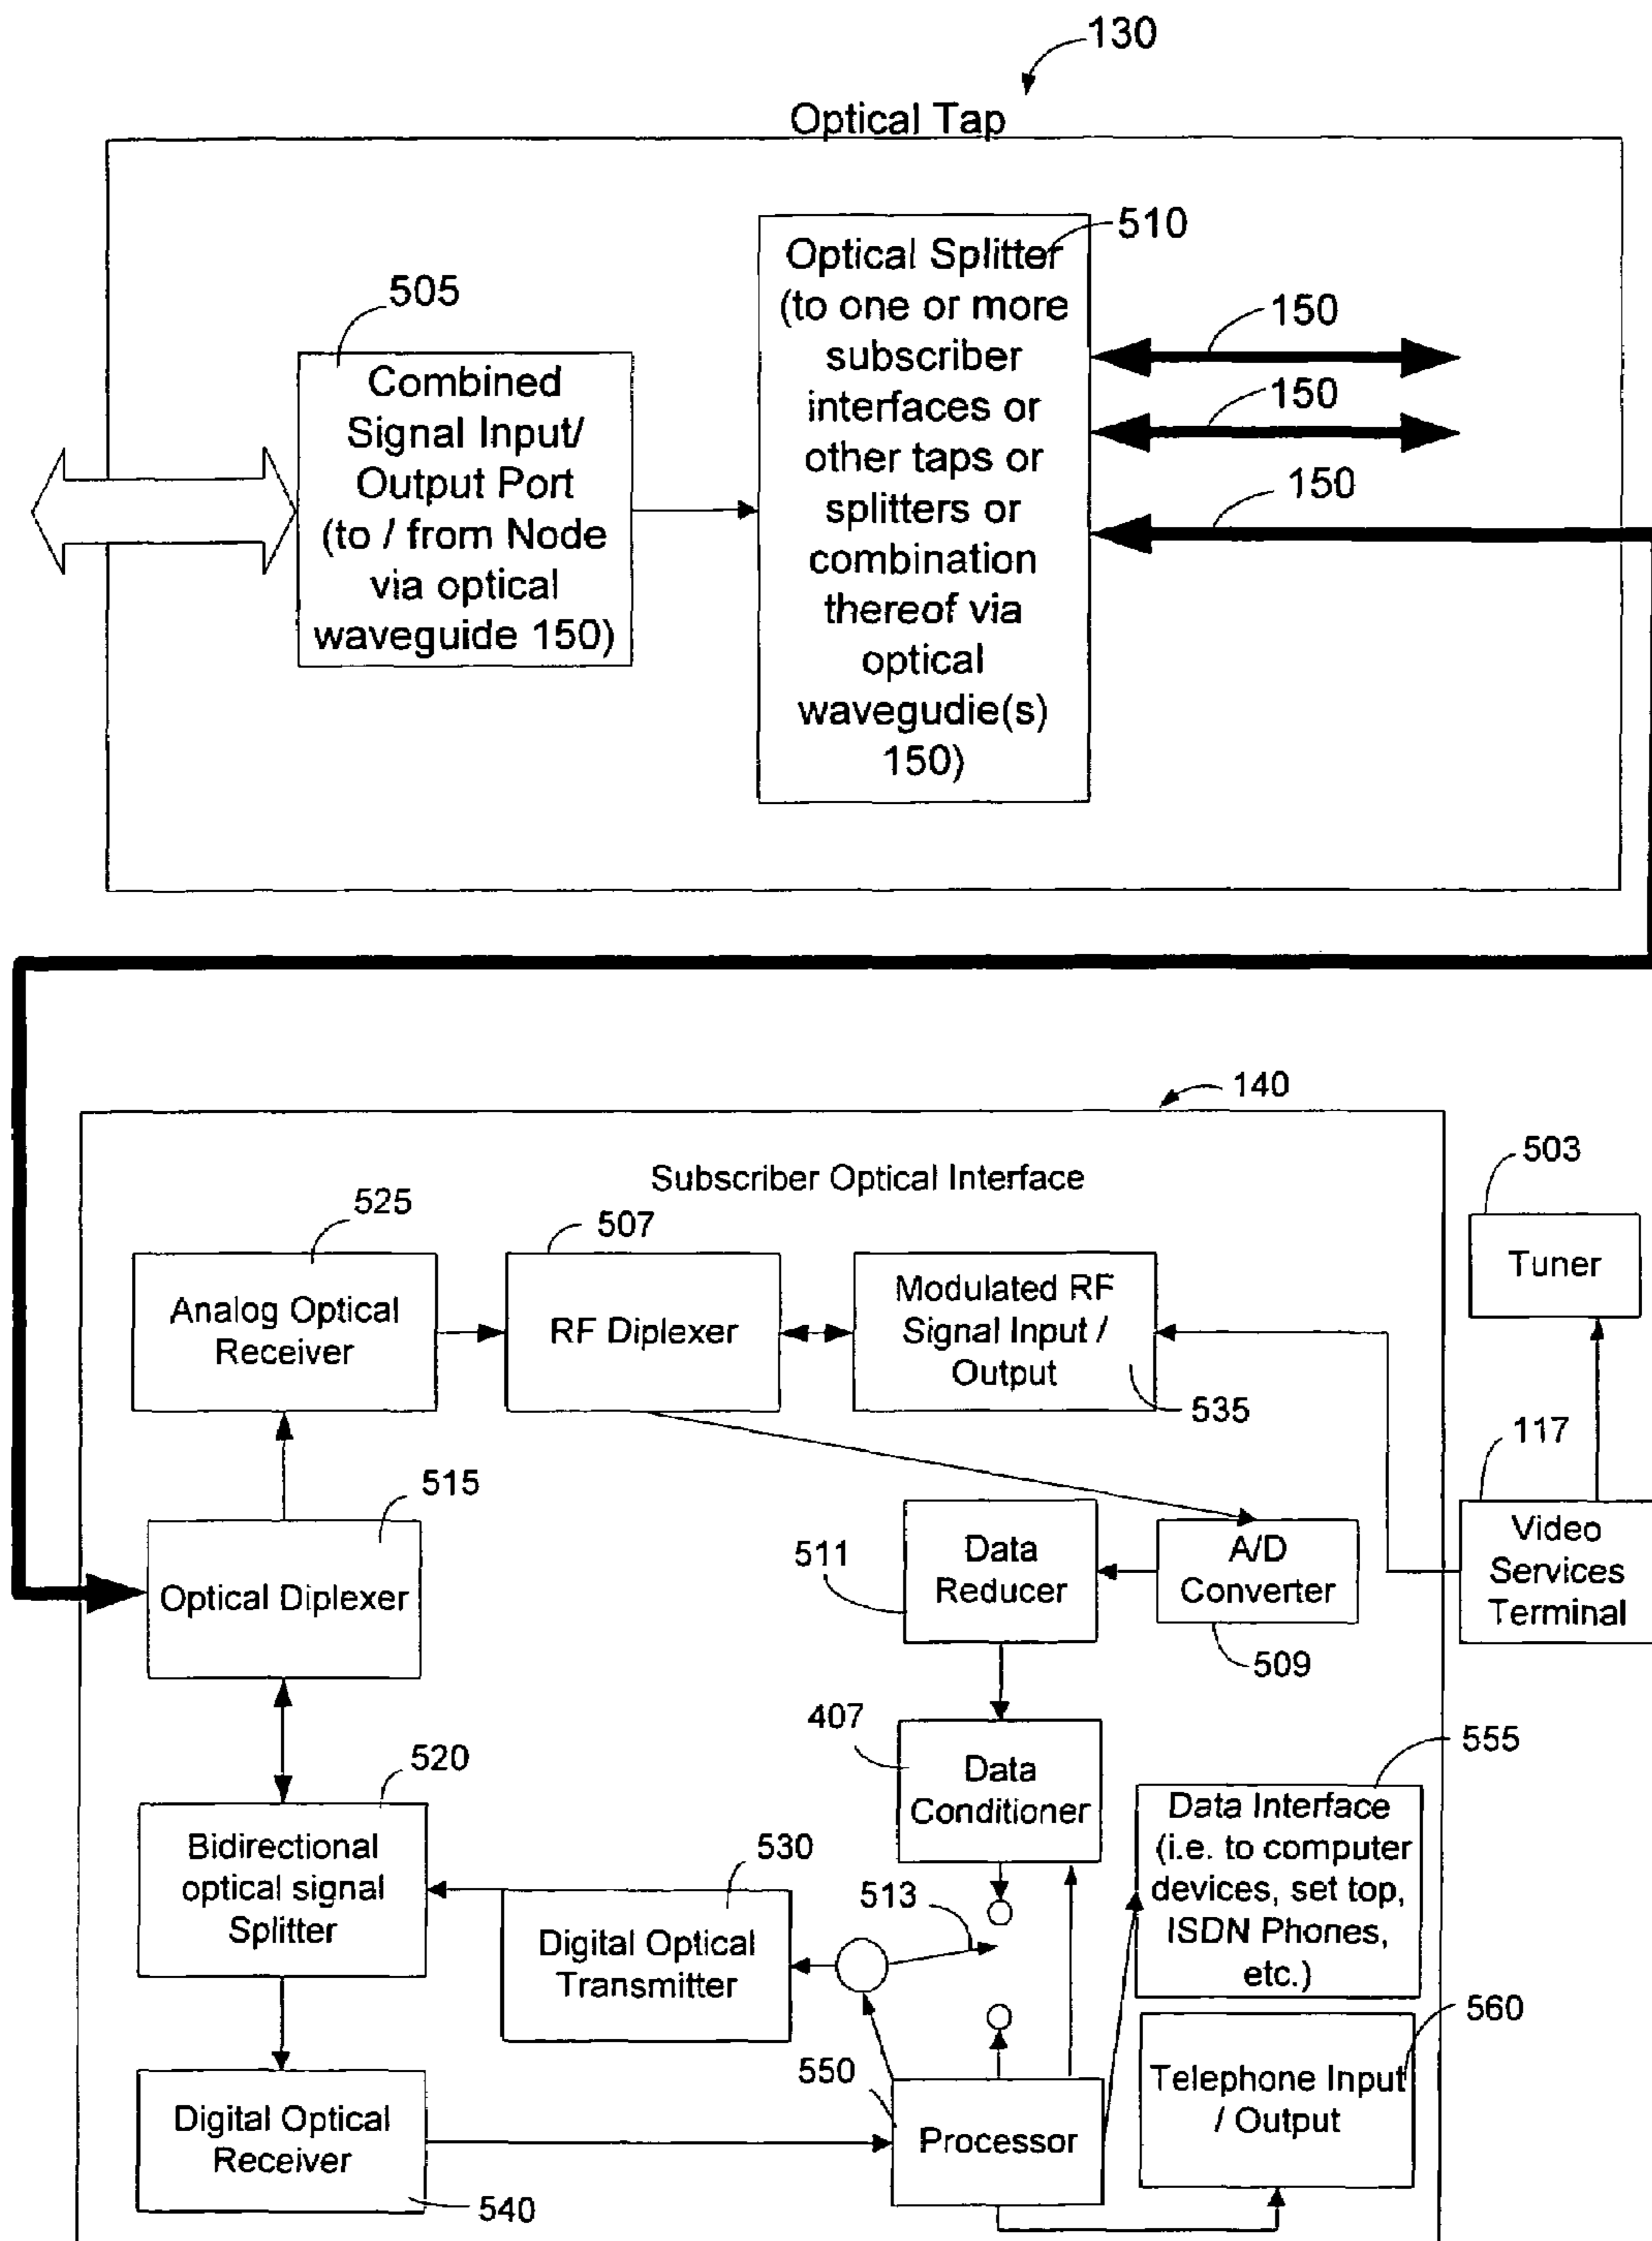 130
Optical Tap
510
Optical Splitter
(to one or more
subscriber
interfaces or
other taps or
splitters or
combination
thereof via
optical
wavegudie(s)
150)
505
Combined
Signal Input/
Output Port
(to / from Node
via optical
waveguide 150)
150
150
150
140
Subscriber Optical Interface
503
Tuner
525
Analog Optical
Receiver
507
RF Diplexer
Modulated RF
Signal Input /
Output
535
117
Video
Services
Terminal
515
Optical Diplexer
511
Data
Reducer
A/D
Converter
509
407
Data
Conditioner
555
Data Interface
(i.e. to computer
devices, set top,
ISDN Phones,
etc.)
520
Bidirectional
optical signal
Splitter
530
Digital Optical
Transmitter
513
560
Telephone Input
/ Output
550
Processor
Digital Optical
Receiver
540